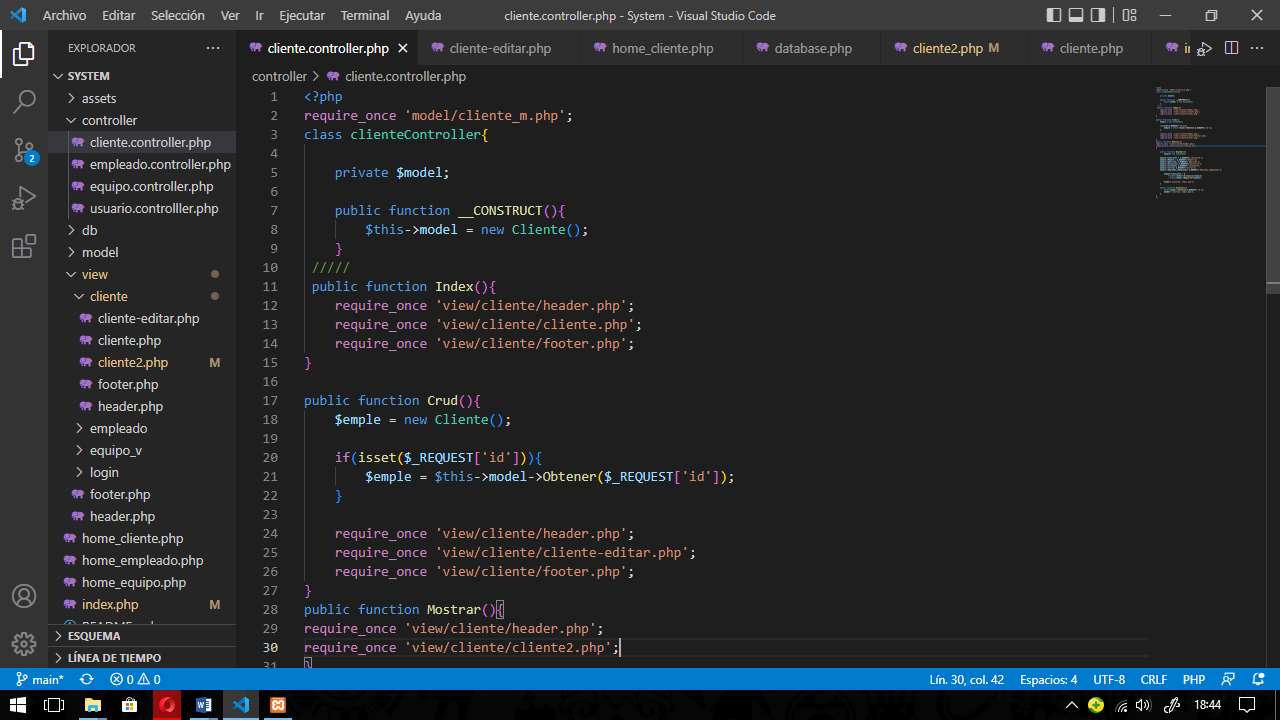 Archivo Editar Selección Ver Ir Ejecutar Terminal Ayuda cliente.controller.php - System - Visual Studio Code
EXPLORADOR
SYSTEM
assets
controller
cliente.controller.php
empleado.controller.php
equipo.controller.php
usuario.controlller.php
db
model
view
cliente
cliente-editar.php
cliente.php
cliente2.php M
footer.php
header.php
empleado
equipo_v
login
footer.php
header.php
home_cliente.php
home_empleado.php
home_equipo.php
index.php M
ESQUEMA
LÍNEA DE TIEMPO
2
cliente.controller.php cliente-editar.php home_cliente.php database.php cliente2.php M cliente.php
controller > cliente.controller.php
1 <?php
2 require_once 'model/cliente_m.php';
3 class clienteController{
4
5 private $model;
6
7 public function __CONSTRUCT(){
8 $this->model = new Cliente();
9 }
10 /////
11 public function Index(){
12 require_once 'view/cliente/header.php';
13 require_once 'view/cliente/cliente.php';
14 require_once 'view/cliente/footer.php';
15 }
16
17 public function Crud(){
18 $emple = new Cliente();
19
20 if(isset($_REQUEST['id'])){
21 $emple = $this->model->Obtener($_REQUEST['id']);
22 }
23
24 require_once 'view/cliente/header.php';
25 require_once 'view/cliente/cliente-editar.php';
26 require_once 'view/cliente/footer.php';
27 }
28 public function Mostrar(){
29 require_once 'view/cliente/header.php';
30 require_once 'view/cliente/cliente2.php';
31 }
main* 0 0 Lín. 30, col. 42 Espacios: 4 UTF-8 CRLF PHP
18:44